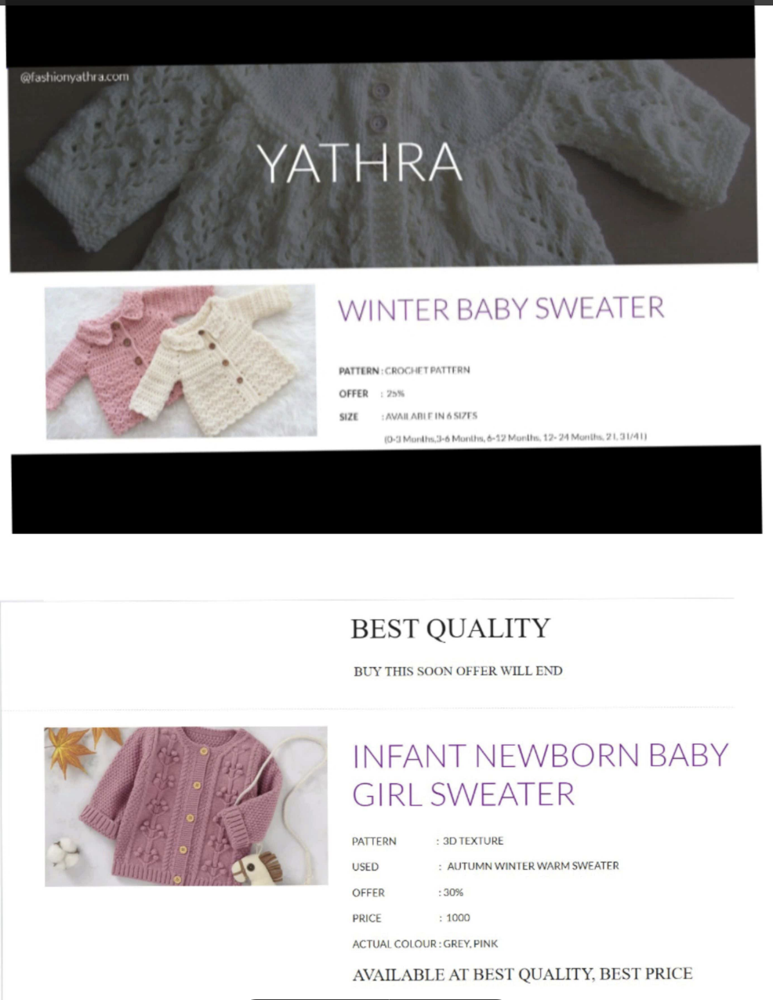 @fashionyathra.com
YATHRA
WINTER BABY SWEATER
PATTERN : CROCHET PATTERN
OFFER : 25%
SIZE : AVAILABLE IN 6 SIZES
(0-3 Months,3-6 Months, 6-12 Months, 12- 24 Months,
BEST QUALITY
BUY THIS SOON OFFER WILL END
INFANT NEWBORN BABY
GIRL SWEATER
PATTERN : 3D TEXTURE
USED : AUTUMN WINTER WARM SWEATER
OFFER : 30%
PRICE : 1000
ACTUAL COLOUR : GREY, PINK
AVAILABLE AT BEST QUALITY, BEST PRICE